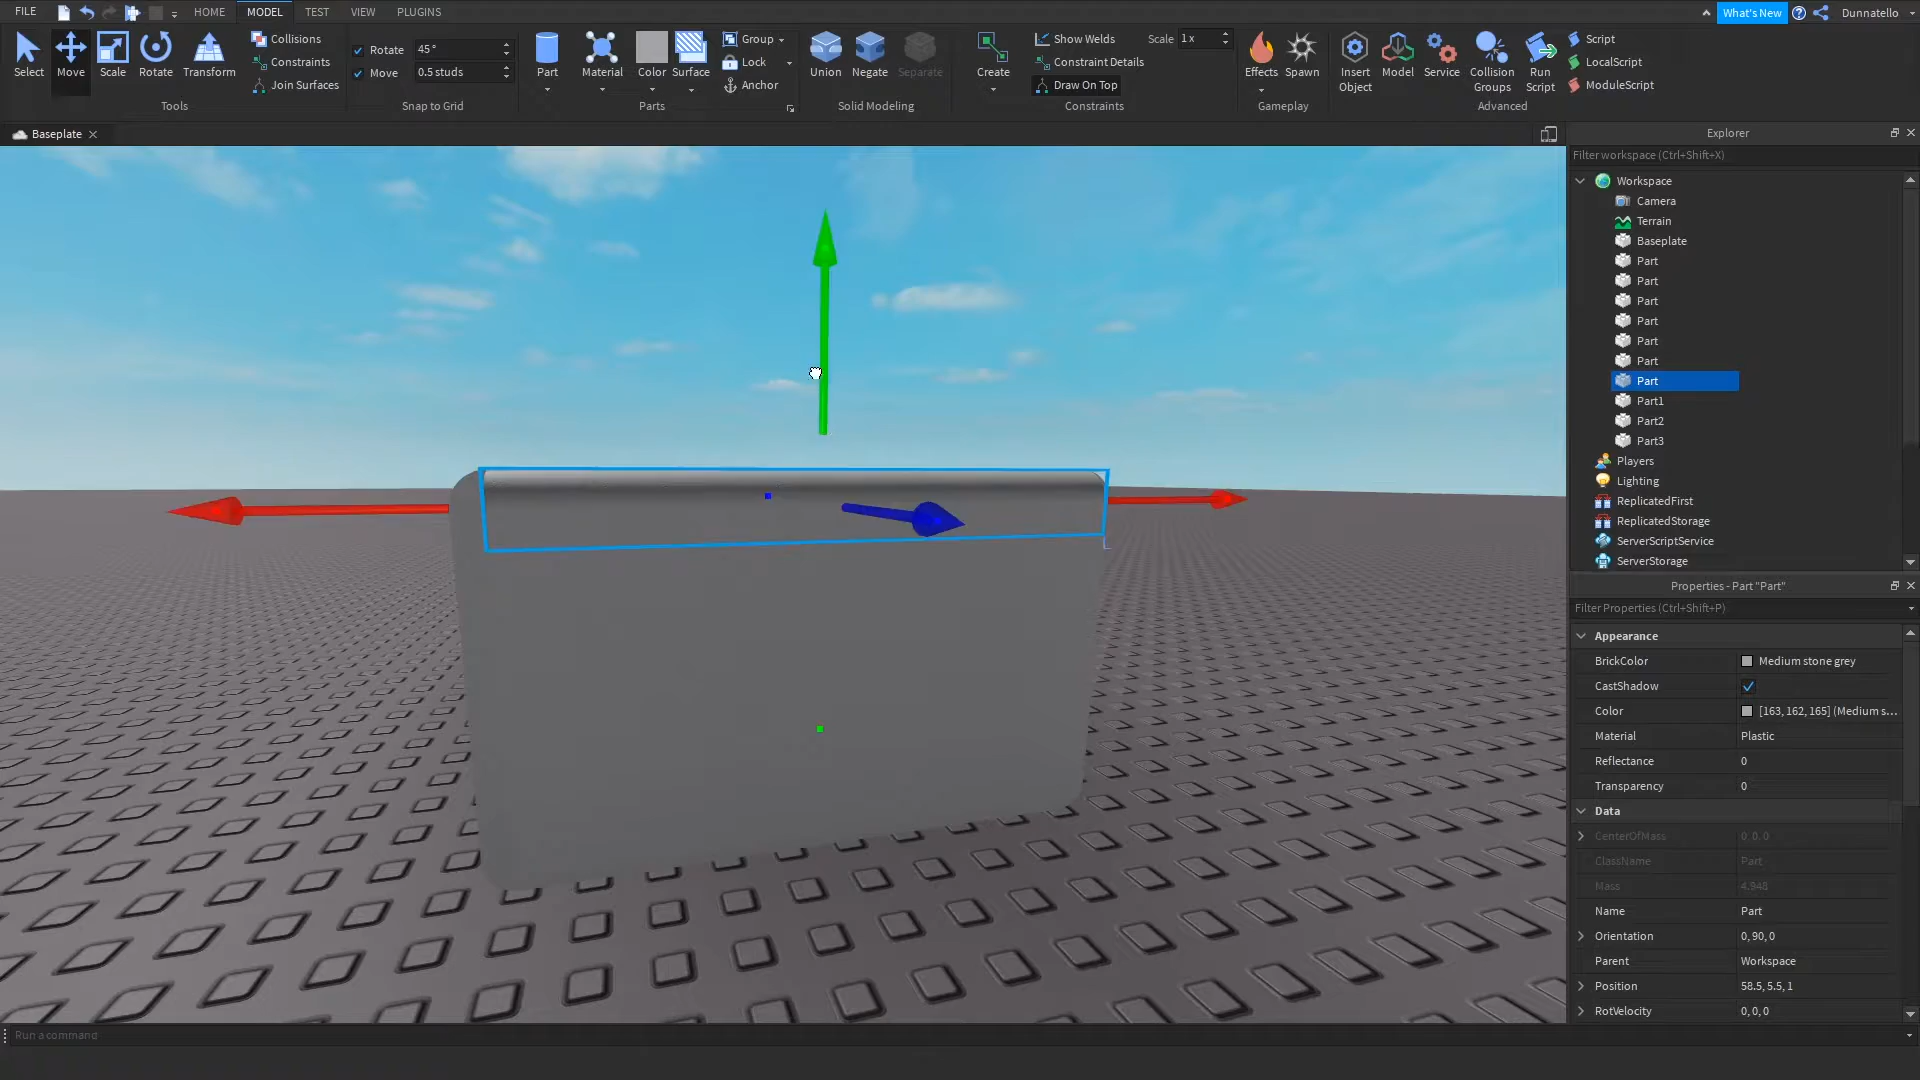 FILE HOME MODEL TEST VIEW PLUGINS What's New Dunnatello
Select Move Scale Rotate Transform
Collisions
Constraints
Join Surfaces
Tools
Rotate 45°
Move 0.5 studs
Snap to Grid
Part Material Color Surface
Group
Lock
Anchor
Parts
Union Negate Separate
Solid Modeling
Create
Show Welds Scale 1x
Constraint Details
Draw On Top
Constraints
Effects Spawn
Gameplay
Insert Object Model Service Collision Groups Run Script
Script
LocalScript
ModuleScript
Advanced
Baseplate
Explorer
Filter workspace (Ctrl+Shift+X)
Workspace
Camera
Terrain
Baseplate
Part
Part
Part
Part
Part
Part
Part
Part1
Part2
Part3
Players
Lighting
ReplicatedFirst
ReplicatedStorage
ServerScriptService
ServerStorage
Properties - Part "Part"
Filter Properties (Ctrl+Shift+P)
Appearance
BrickColor Medium stone grey
CastShadow
Color [163, 162, 165] (Medium s...
Material Plastic
Reflectance 0
Transparency 0
Data
CenterOfMass 0, 0, 0
ClassName Part
Mass 4.948
Name Part
Orientation 0, 90, 0
Parent Workspace
Position 58.5, 5.5, 1
RotVelocity 0, 0, 0
Run a command